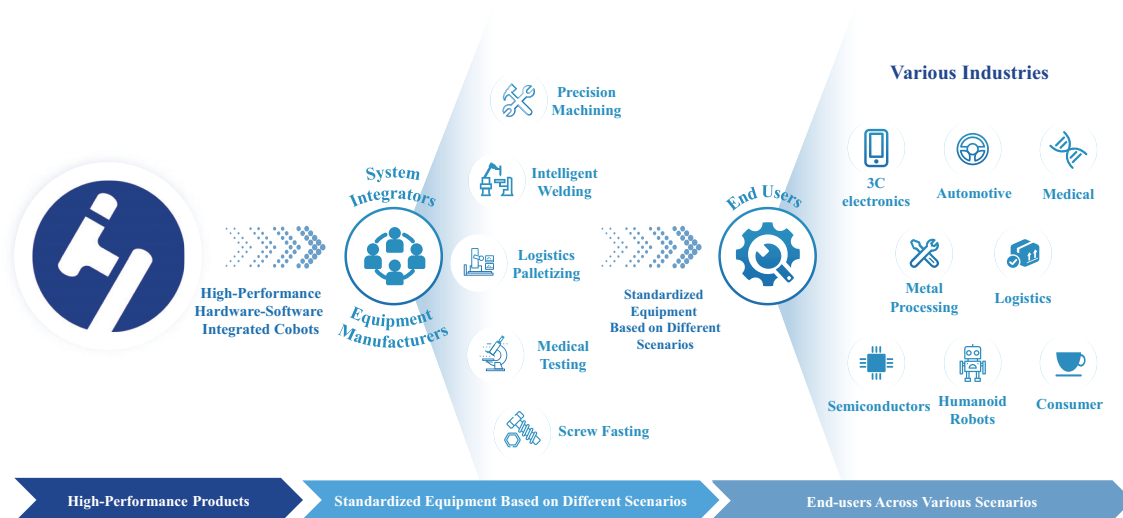 High-Performance
Hardware-Software
Integrated Cobots
System
Integrators
Equipment
Manufacturers
Precision
Machining
Intelligent
Welding
Logistics
Palletizing
Medical
Testing
Screw Fasting
Standardized
Equipment
Based on Different
Scenarios
End Users
Various Industries
3C
electronics
Automotive
Medical
Metal
Processing
Logistics
Semiconductors
Humanoid
Robots
Consumer
High-Performance Products
Standardized Equipment Based on Different Scenarios
End-users Across Various Scenarios